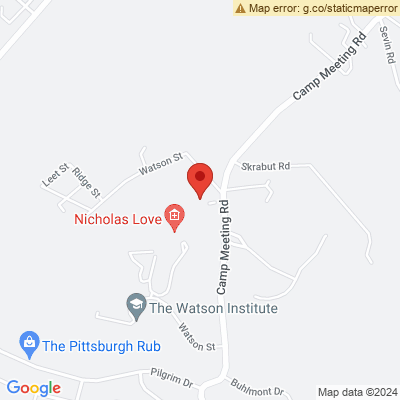 Map error: g.co/staticmaperror
Sevin Rd
Camp Meeting Rd
Watson St
Skrabut Rd
Leet St
Ridge St
Nicholas Love
Camp Meeting Rd
The Watson Institute
Watson St
The Pittsburgh Rub
Pilgrim Dr
Buhlmont Dr
Google
Map data ©2024